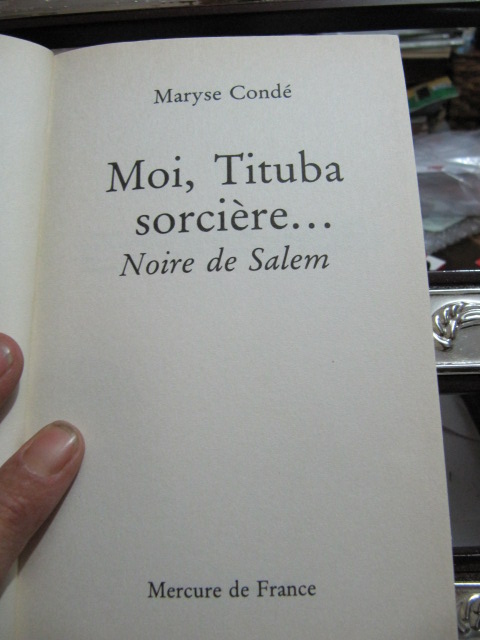 Maryse Condé
Moi, Tituba
sorcière...
Noire de Salem
Mercure de France